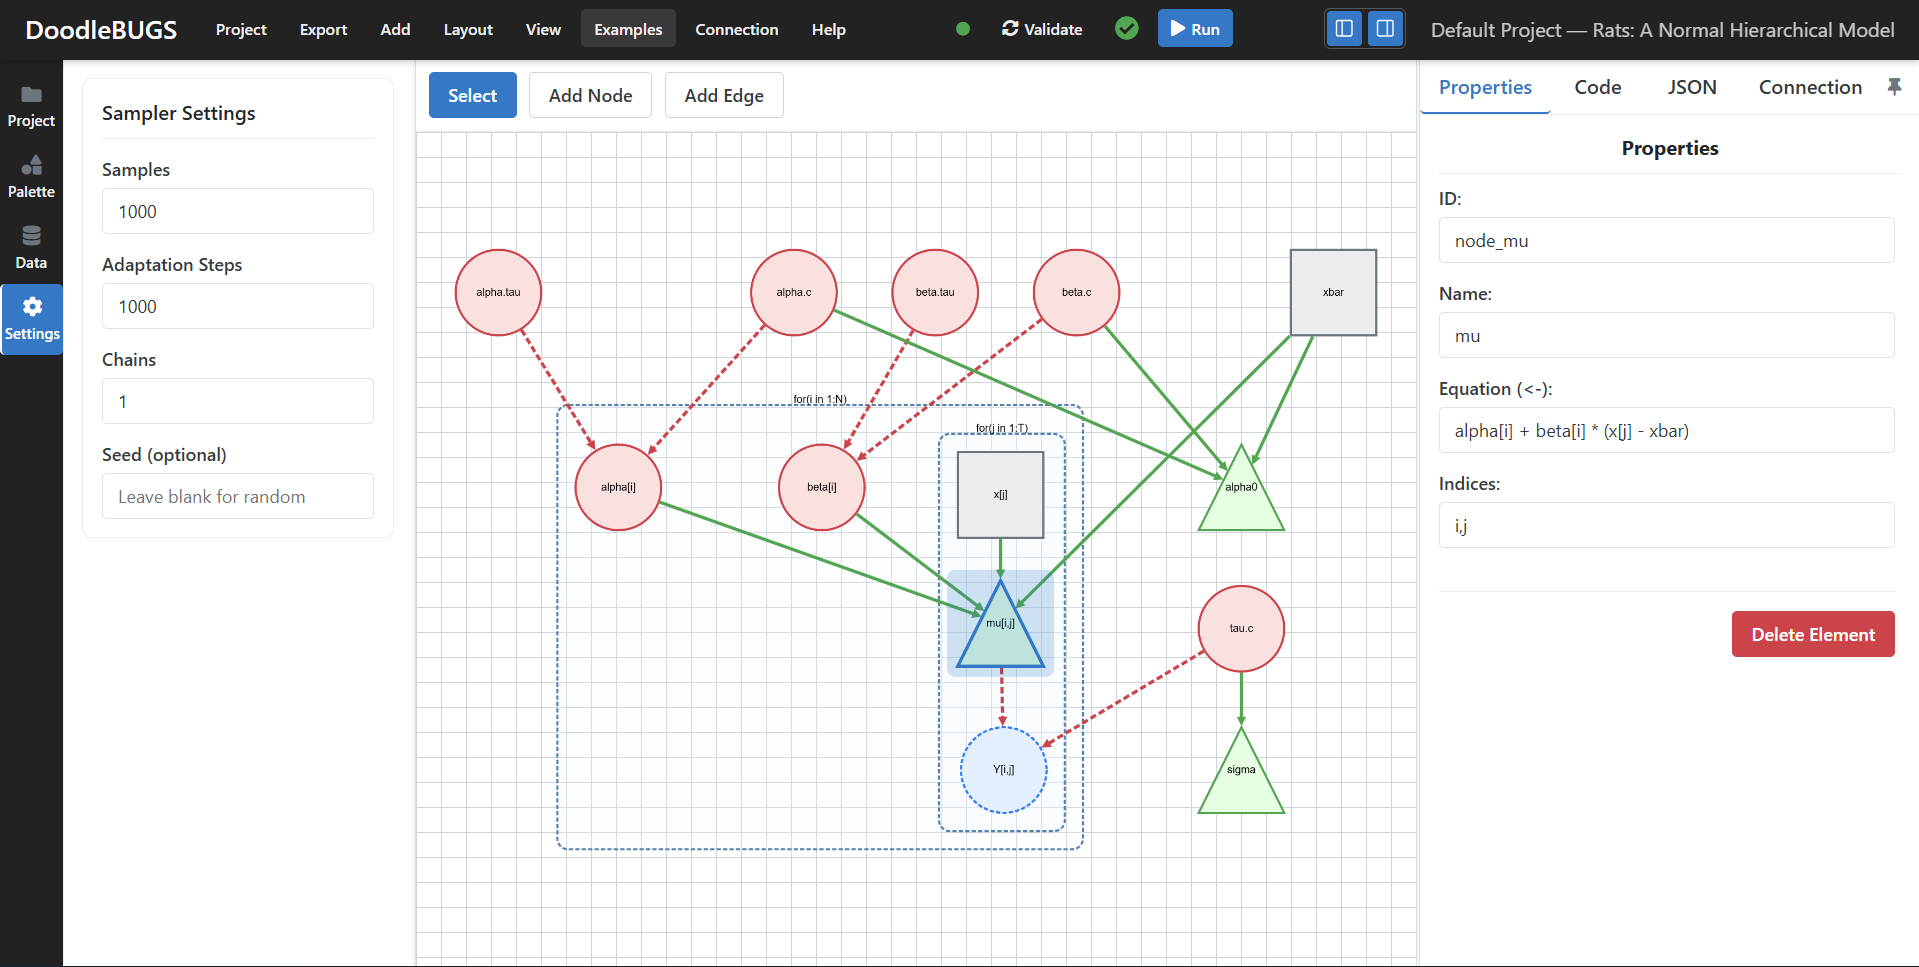 DoodleBUGS
Project
Export
Add
Layout
View
Examples
Connection
Help
Validate
Run
Default Project — Rats: A Normal Hierarchical Model
Project
Palette
Data
Settings
Sampler Settings
Samples
1000
Adaptation Steps
1000
Chains
1
Seed (optional)
Leave blank for random
Select
Add Node
Add Edge
alpha.tau
alpha.c
beta.tau
beta.c
xbar
for(i in 1:N)
for(j in 1:T)
alpha[i]
beta[i]
x[j]
alpha0
mu[i,j]
tau.c
Y[i,j]
sigma
Properties
Code
JSON
Connection
Properties
ID:
node_mu
Name:
mu
Equation (<-):
alpha[i] + beta[i] * (x[j] - xbar)
Indices:
i,j
Delete Element